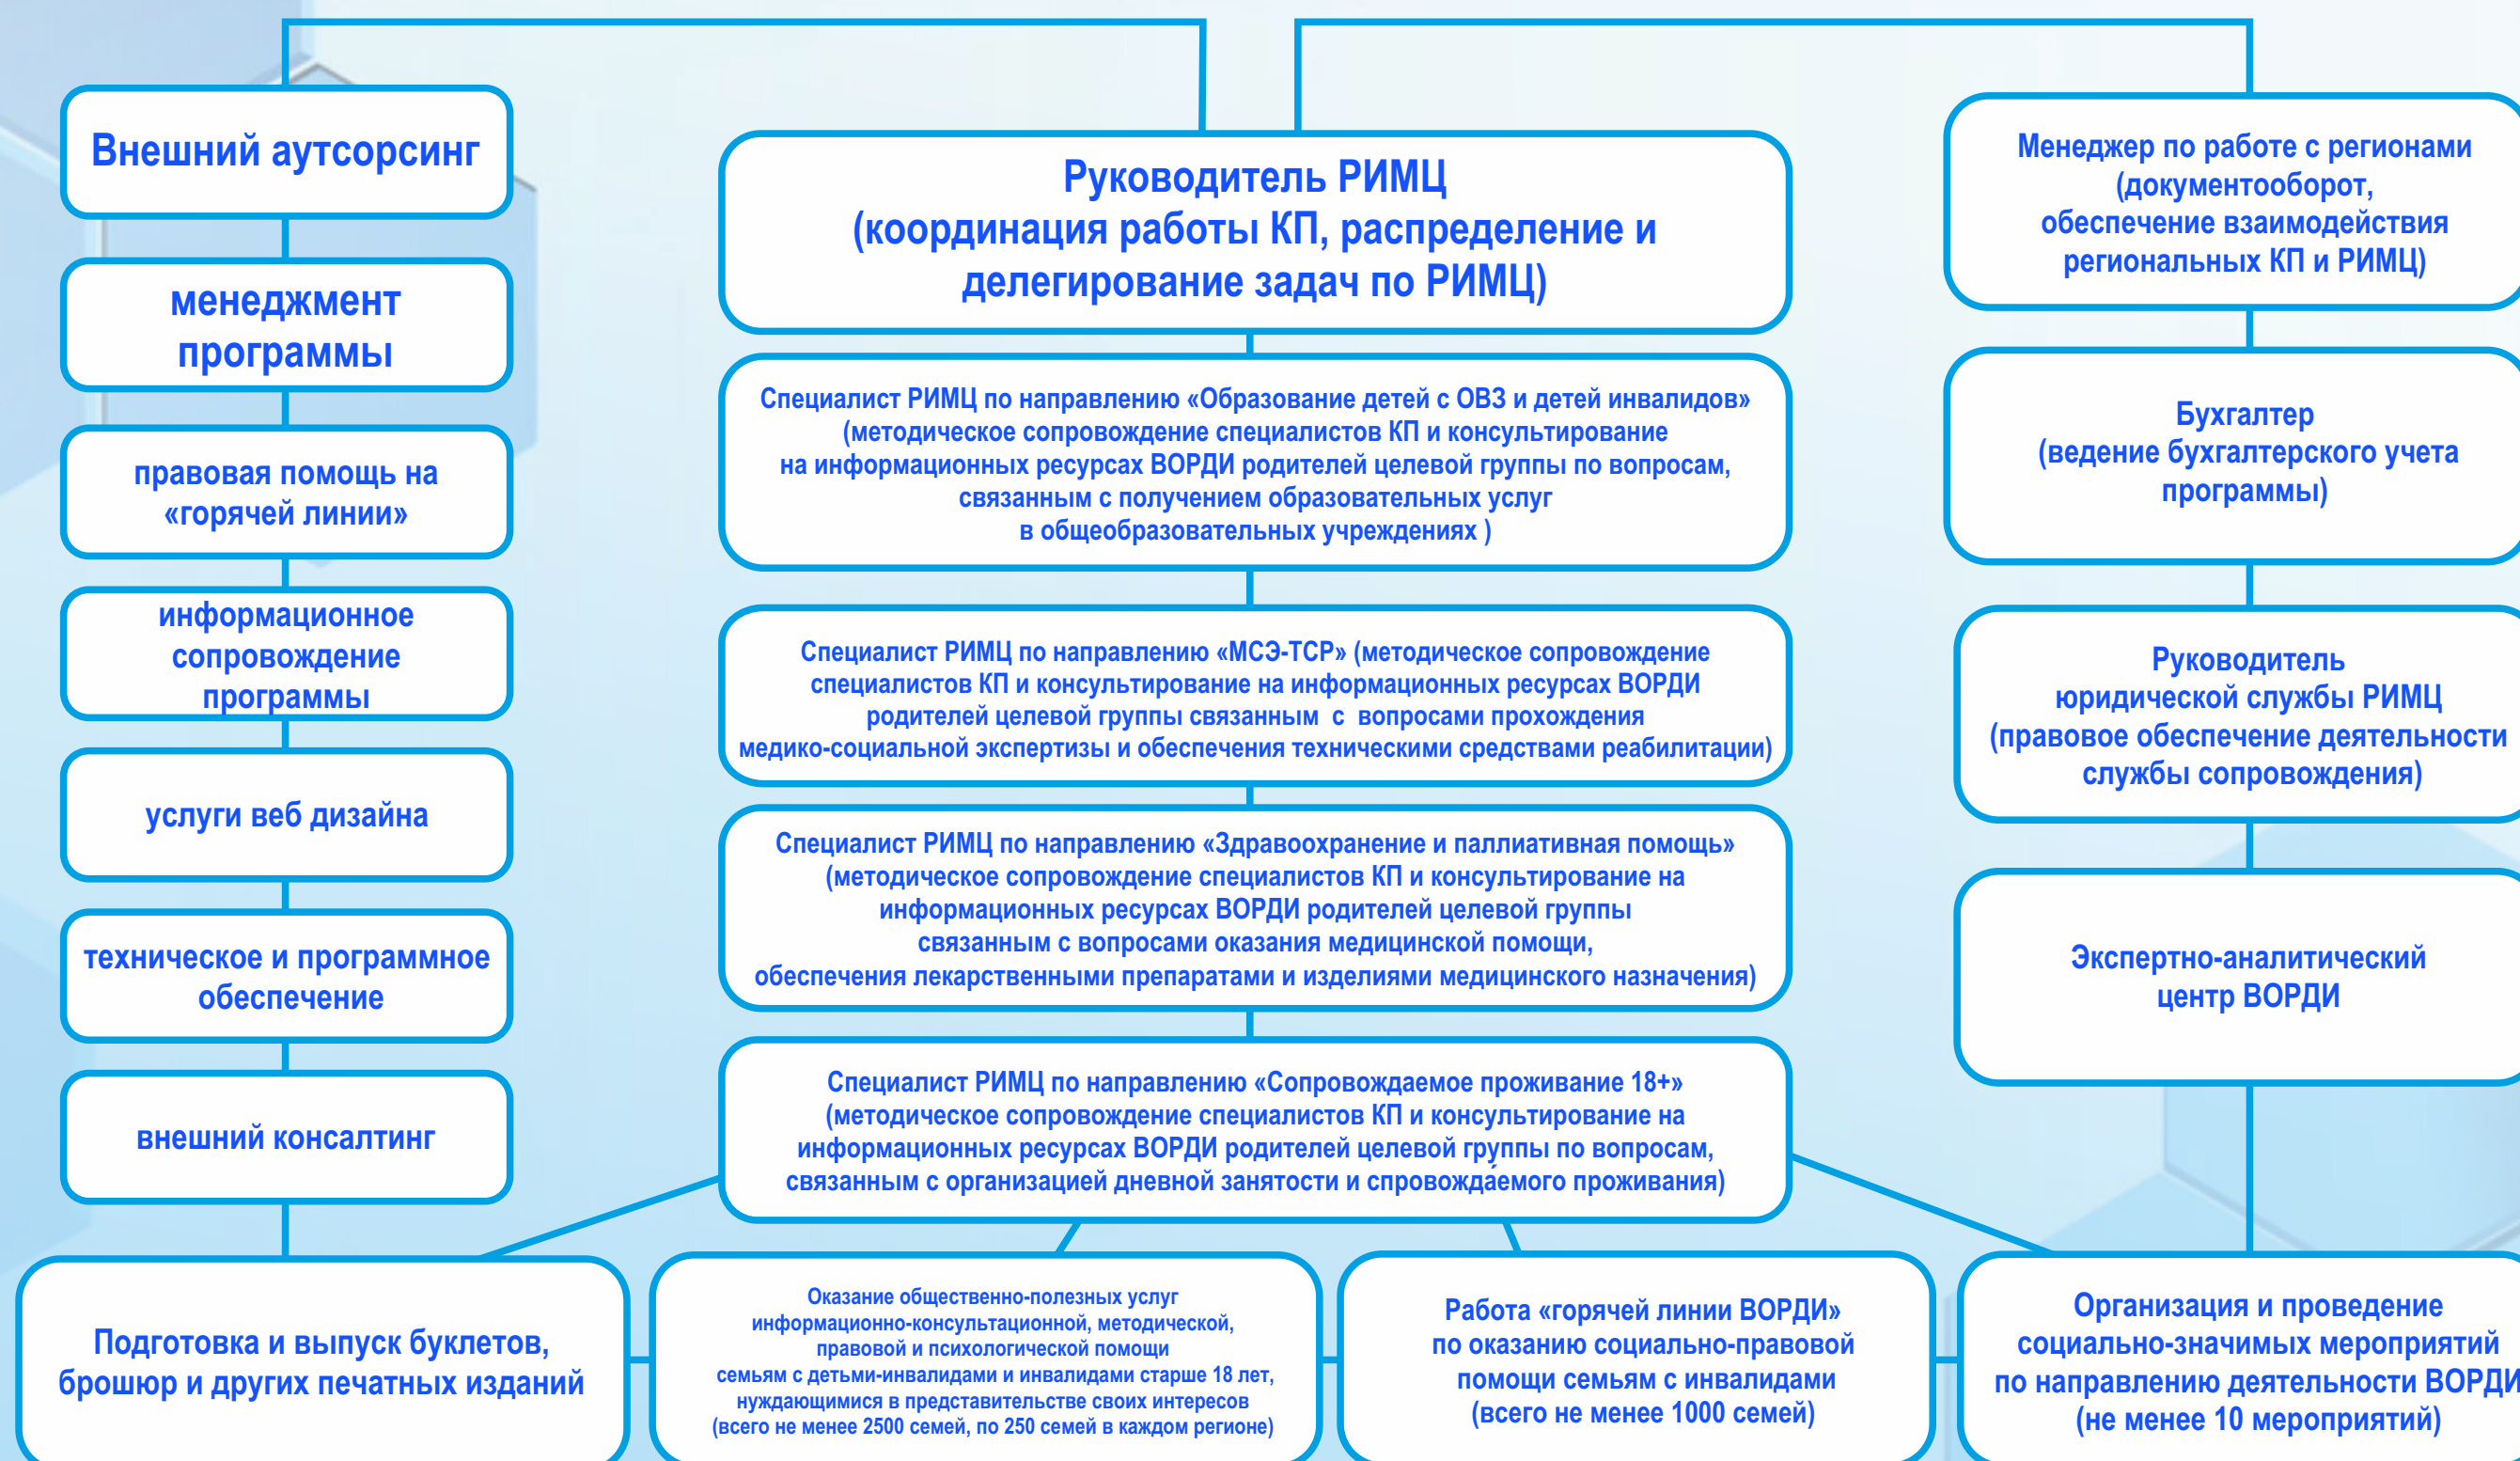 Внешний аутсорсинг
менеджмент
программы
правовая помощь на
«горячей линии»
информационное
сопровождение
программы
услуги веб дизайна
техническое и программное
обеспечение
внешний консалтинг
Руководитель РИМЦ
(координация работы КП, распределение и
делегирование задач по РИМЦ)
Специалист РИМЦ по направлению «Образование детей с ОВЗ и детей инвалидов»
(методическое сопровождение специалистов КП и консультирование
на информационных ресурсах ВОРДИ родителей целевой группы по вопросам,
связанным с получением образовательных услуг
в общеобразовательных учреждениях )
Специалист РИМЦ по направлению «МСЭ-ТСР» (методическое сопровождение
специалистов КП и консультирование на информационных ресурсах ВОРДИ
родителей целевой группы связанным с вопросами прохождения
медико-социальной экспертизы и обеспечения техническими средствами реабилитации)
Специалист РИМЦ по направлению «Здравоохранение и паллиативная помощь»
(методическое сопровождение специалистов КП и консультирование на
информационных ресурсах ВОРДИ родителей целевой группы
связанным с вопросами оказания медицинской помощи,
обеспечения лекарственными препаратами и изделиями медицинского назначения)
Специалист РИМЦ по направлению «Сопровождаемое проживание 18+»
(методическое сопровождение специалистов КП и консультирование на
информационных ресурсах ВОРДИ родителей целевой группы по вопросам,
связанным с организацией дневной занятости и спровожда́емого проживания)
Менеджер по работе с регионами
(документооборот,
обеспечение взаимодействия
региональных КП и РИМЦ)
Бухгалтер
(ведение бухгалтерского учета
программы)
Руководитель
юридической службы РИМЦ
(правовое обеспечение деятельности
службы сопровождения)
Экспертно-аналитический
центр ВОРДИ
Подготовка и выпуск буклетов,
брошюр и других печатных изданий
Оказание общественно-полезных услуг
информационно-консультационной, методической,
правовой и психологической помощи
семьям с детьми-инвалидами и инвалидами старше 18 лет,
нуждающимися в представительстве своих интересов
(всего не менее 2500 семей, по 250 семей в каждом регионе)
Работа «горячей линии ВОРДИ»
по оказанию социально-правовой
помощи семьям с инвалидами
(всего не менее 1000 семей)
Организация и проведение
социально-значимых мероприятий
по направлению деятельности ВОРДИ
(не менее 10 мероприятий)